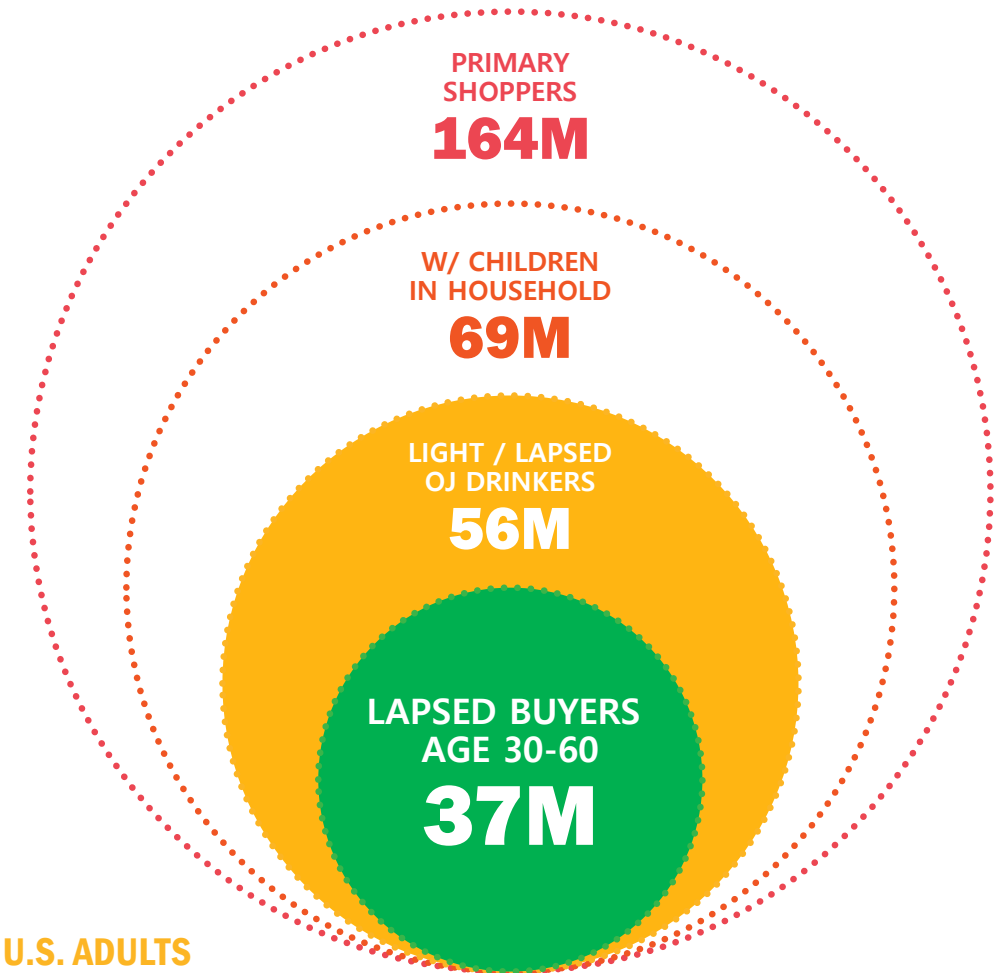 PRIMARY
SHOPPERS
164M
W/ CHILDREN
IN HOUSEHOLD
69M
LIGHT / LAPSED
OJ DRINKERS
56M
LAPSED BUYERS
AGE 30-60
37M
U.S. ADULTS